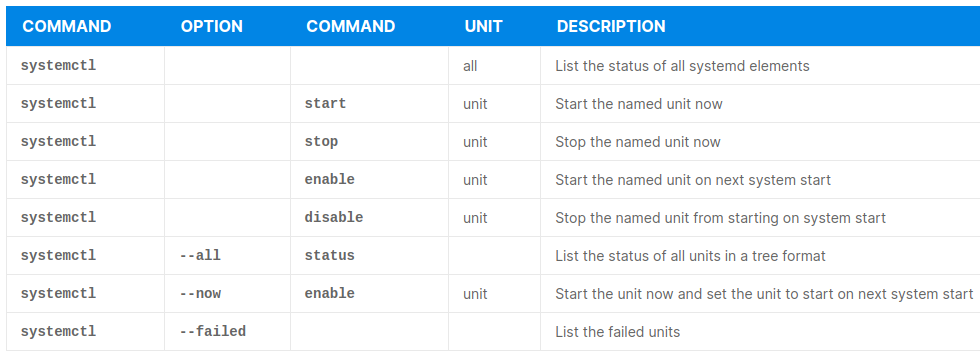 COMMAND OPTION COMMAND UNIT DESCRIPTION
systemctl all List the status of all systemd elements
systemctl start unit Start the named unit now
systemctl stop unit Stop the named unit now
systemctl enable unit Start the named unit on next system start
systemctl disable unit Stop the named unit from starting on system start
systemctl --all status List the status of all units in a tree format
systemctl --now enable unit Start the unit now and set the unit to start on next system start
systemctl --failed List the failed units